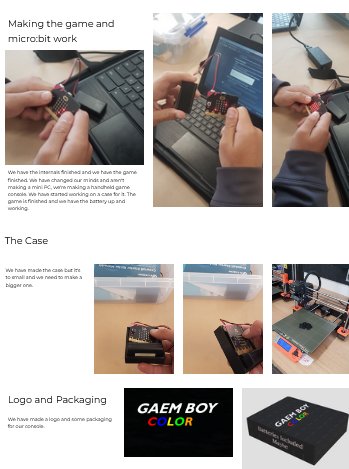 Making the game and
micro:bit work
We have the internals finished and we have the game
finished. We have changed our minds and aren't
making a mini PC, we're making a handheld game
console. We have started working on a case for it. The
game is finished and we have the battery up and
working.
The Case
We have made the case but it's
to small and we need to make a
bigger one.
Logo and Packaging
We have made a logo and some packaging
for our console.
GAEM BOY
COLOR
GAEM BOY
COLOR
Batteries Included
Maybe